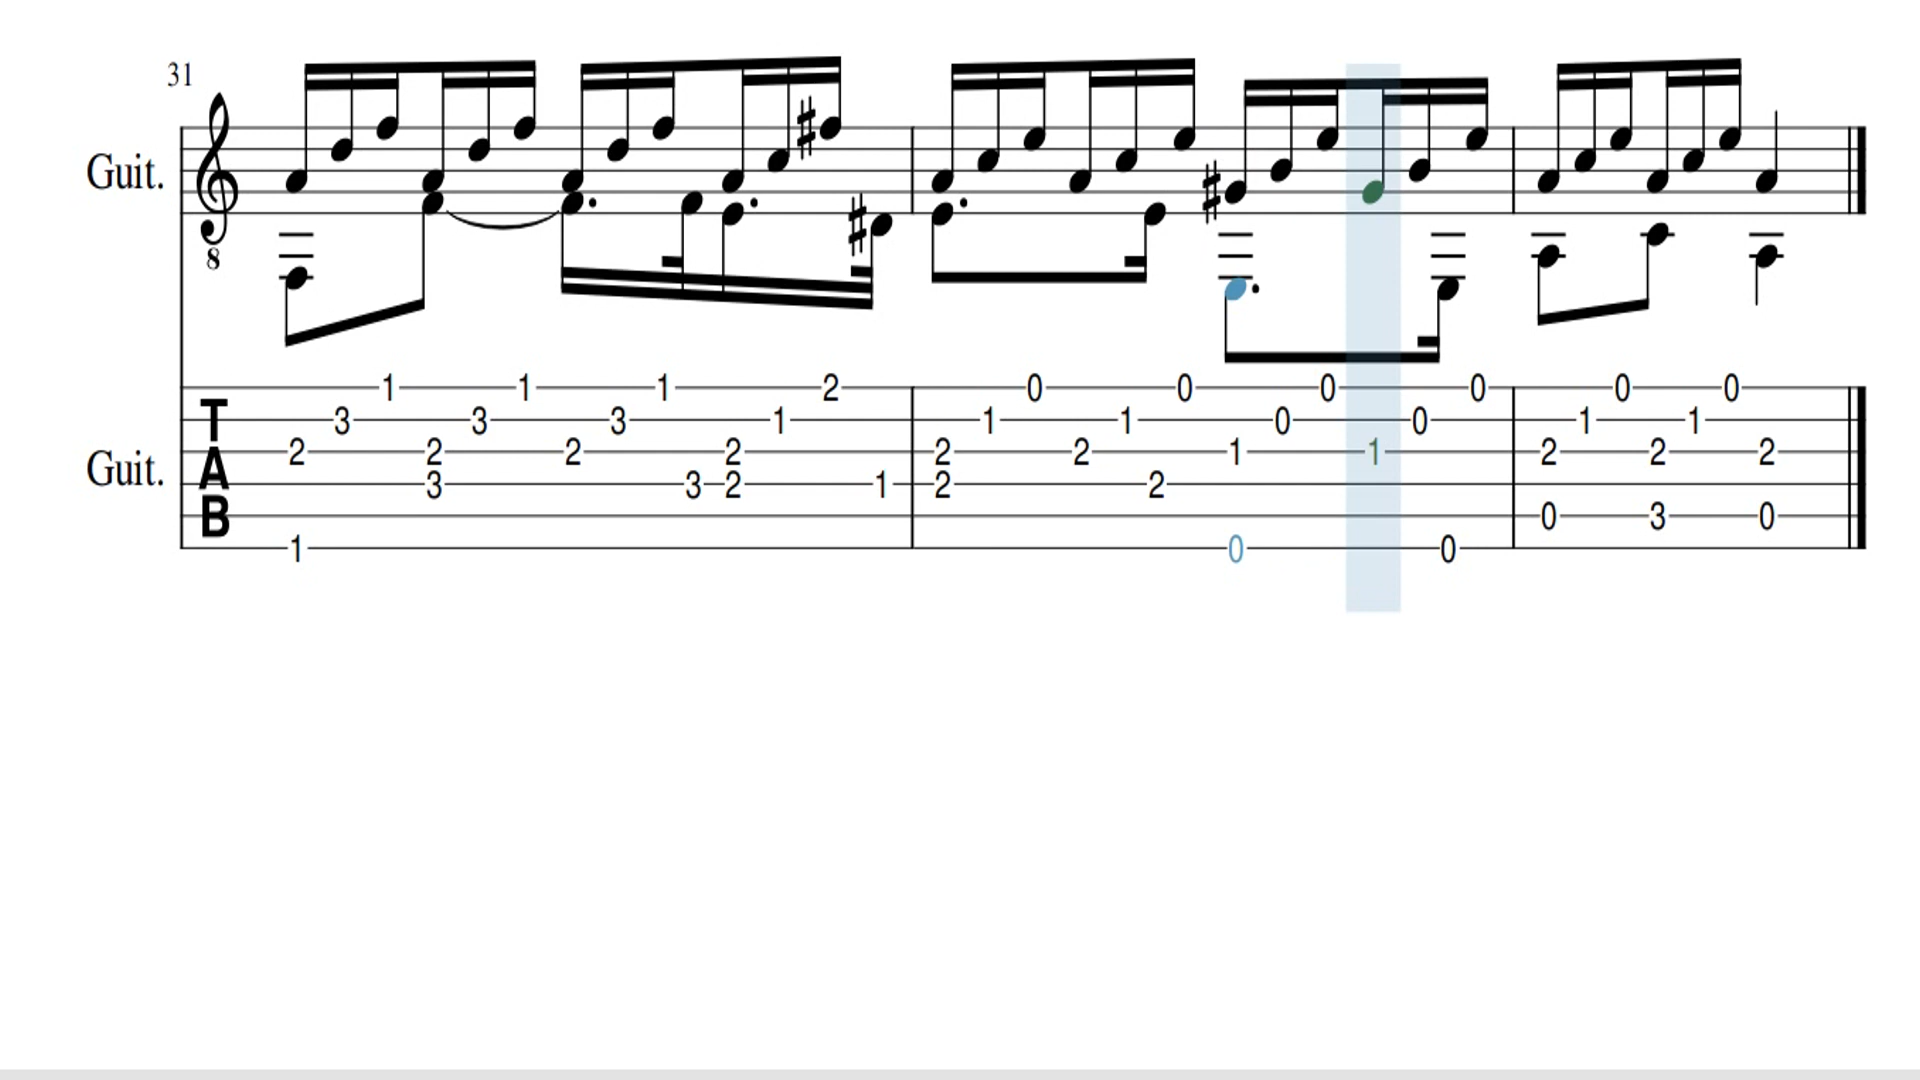 31
Guit.
8
1 1 1 2 0 0 0 0 0 0
3 3 3 1 1 1 0 0 1 1
Guit. T 2 2 2 2 2 2 1 1 2 2 2
A 3 3 2 1 2 2
B 0 3 0
1 0 0